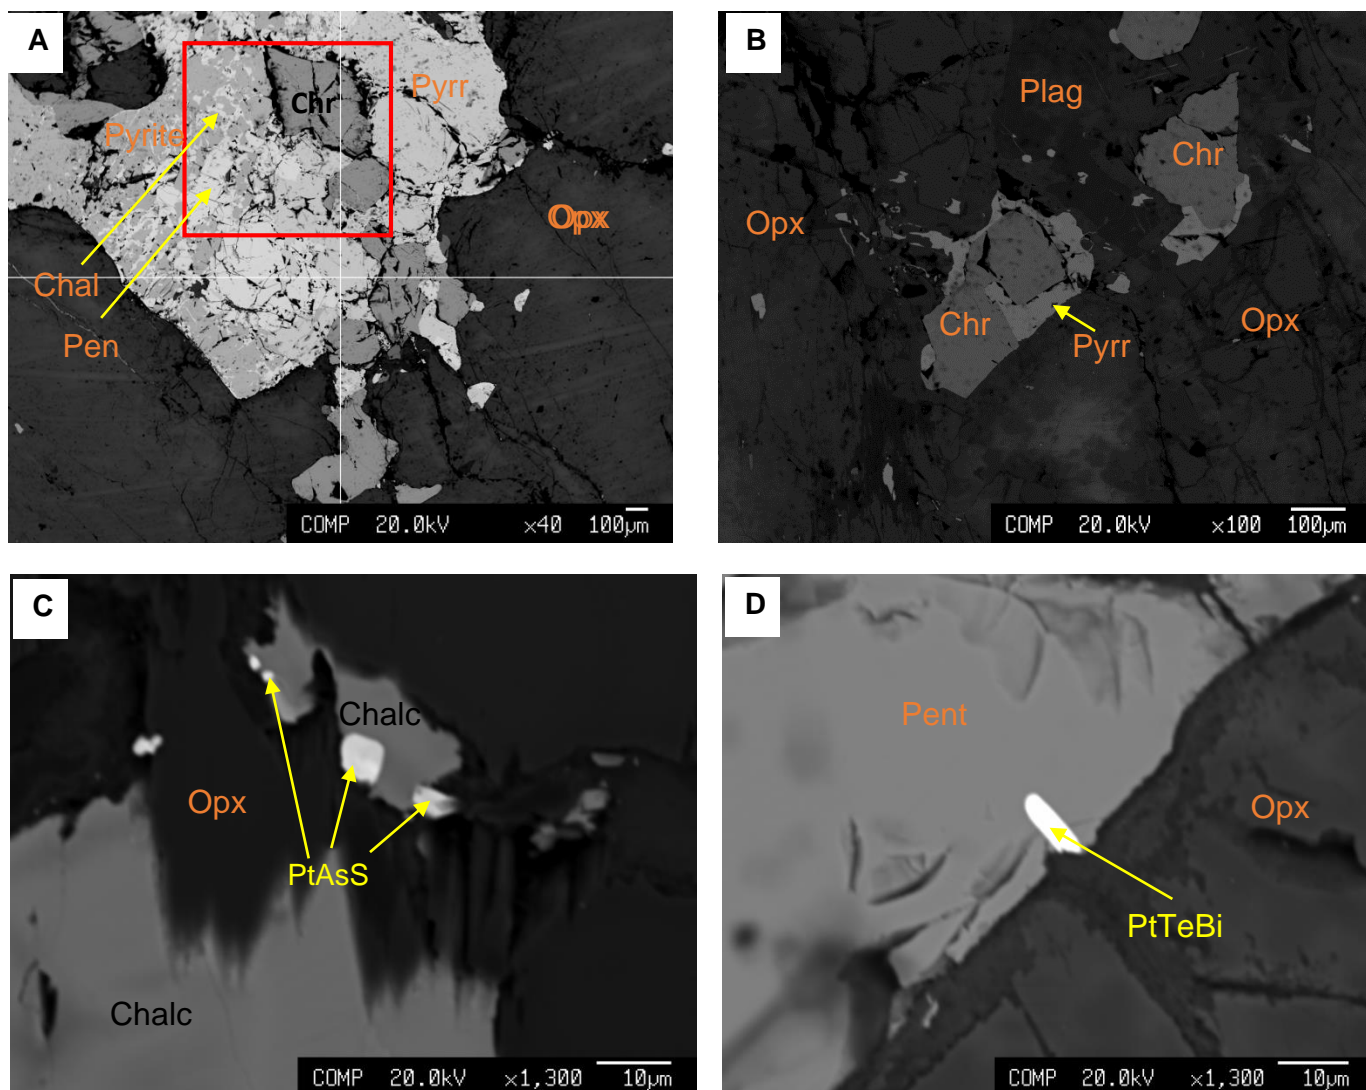 A
Chr
Pyrr
Pyrite
Opx
Chal
Pen
COMP 20.0kV ×40 100µm
B
Plag
Chr
Opx
Chr
Opx
Pyrr
COMP 20.0kV ×100 100µm
C
Chalc
Opx
PtAsS
Chalc
COMP 20.0kV ×1,300 10µm
D
Pent
Opx
PtTeBi
COMP 20.0kV ×1,300 10µm